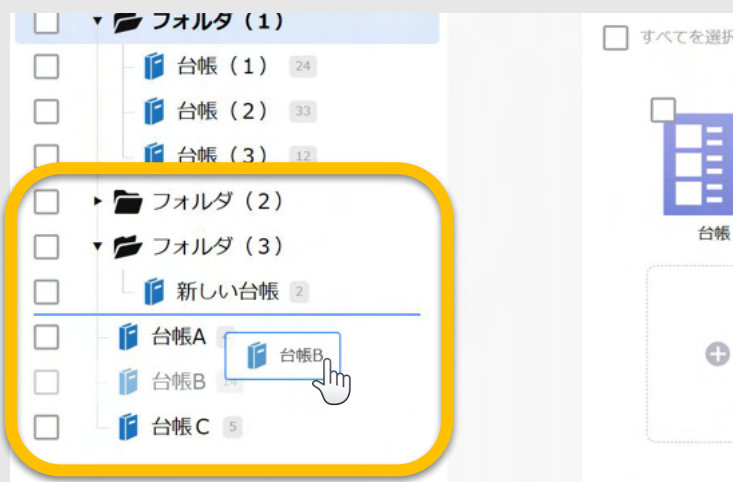 フォルダ（1）
すべてを選択
台帳（1） 24
台帳（2） 33
台帳（3） 12
フォルダ（2）
フォルダ（3）
台帳
新しい台帳 2
台帳A
台帳B
台帳B 14
台帳C 5